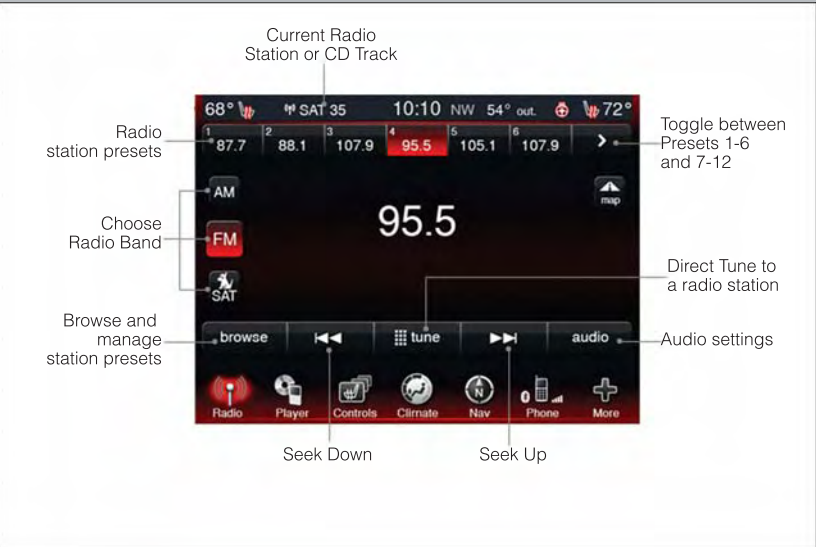 Current Radio
Station or CD Track
68° SAT 35 10:10 NW 54° out. 72°
Radio
station presets
1 87.7 2 88.1 3 107.9 4 95.5 5 105.1 6 107.9 >
Toggle between
Presets 1-6
and 7-12
AM
map
95.5
Choose
Radio Band
FM
SAT
Direct Tune to
a radio station
Browse and
manage
station presets
browse tune audio
Audio settings
N
Radio Player Controls Climate Nav Phone More
Seek Down
Seek Up